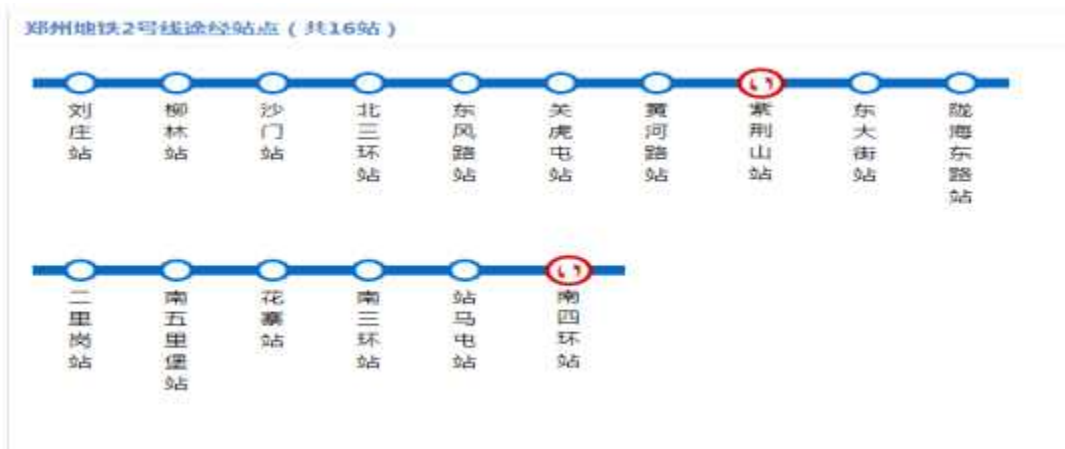 郑州地铁2号线途经站点（共16站）
刘庄站
柳林站
沙门站
北三环站
东风路站
关虎屯站
黄河路站
紫荆山站
东大街站
陇海东路站
二里岗站
南五里堡站
花寨站
南三环站
站马屯站
南四环站